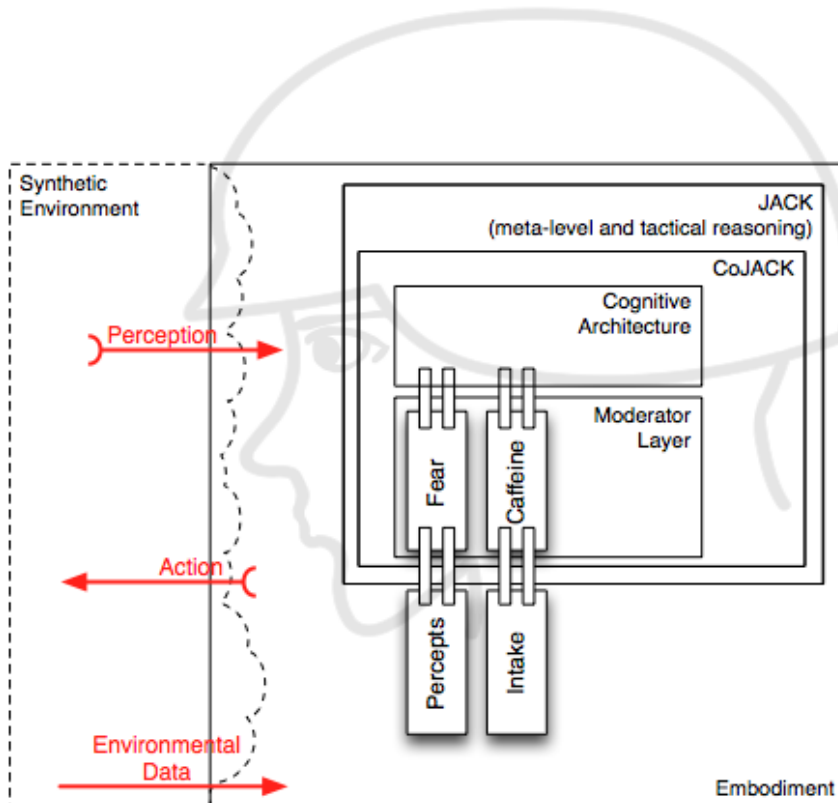 Synthetic
Environment
JACK
(meta-level and tactical reasoning)
CoJACK
Cognitive
Architecture
Perception
Moderator
Layer
Fear
Caffeine
Action
Percepts
Intake
Environmental
Data
Embodiment